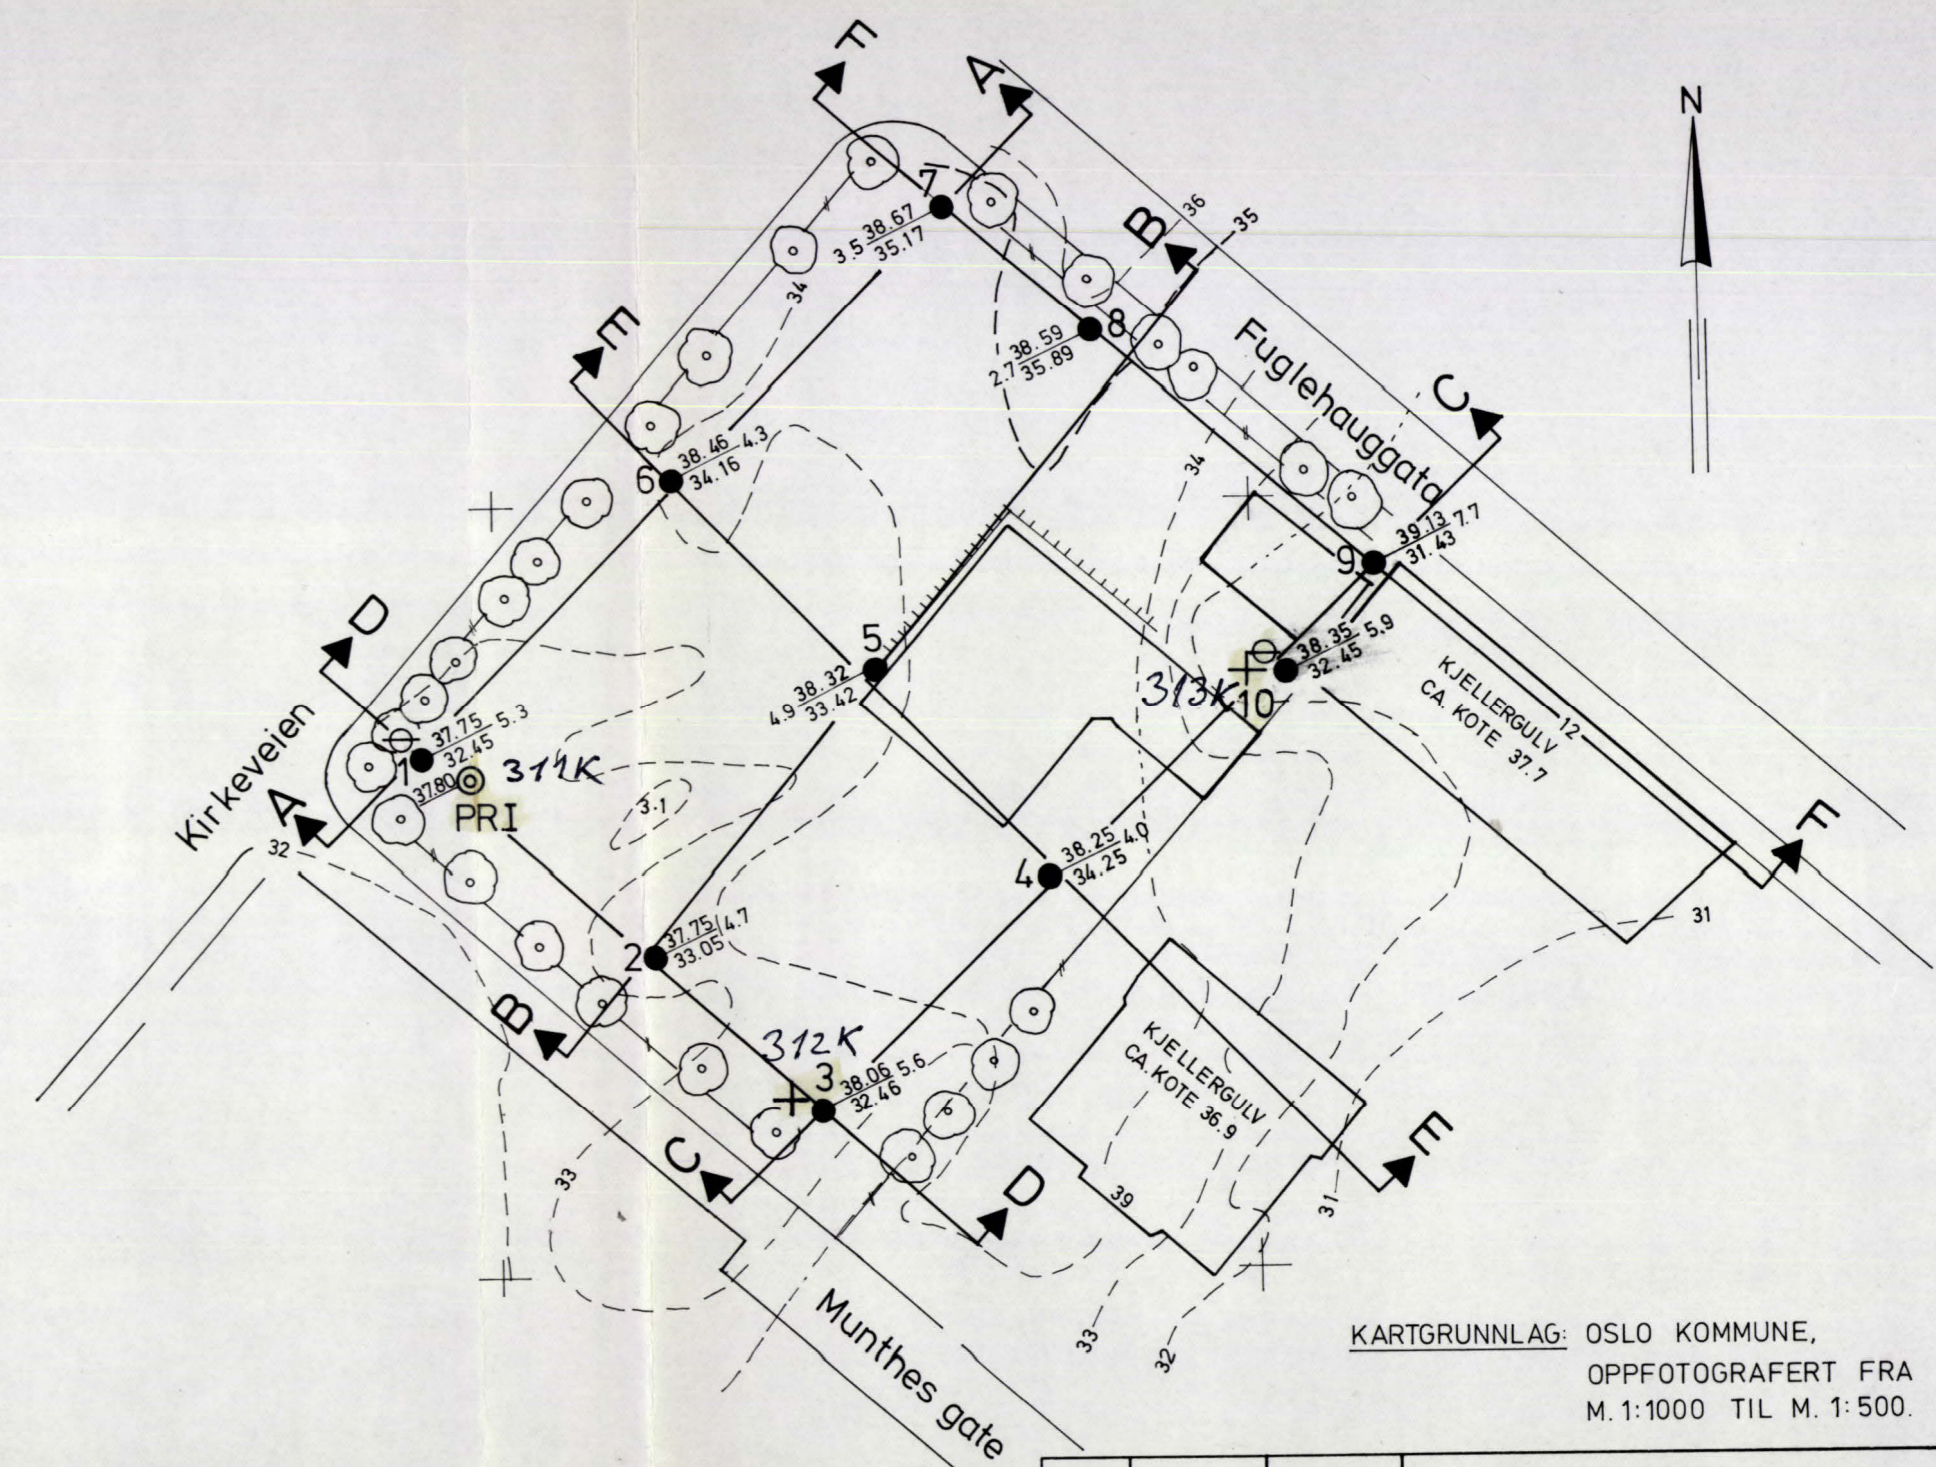 F
A
N
B
36
35
7
38.67
3.5
35.17
34
8
38.59
2.7
35.89
Fuglehauggata
C
E
6
38.46 4.3
34.16
34
39.13 7.7
31.43
9
D
5
38.32
4.9
33.42
38.35 5.9
32.45
313K
10
KJELLERGULV
CA. KOTE 37.7
12
Kirkeveien
37.75 5.3
32.45
1
37.80
311K
PRI
A
32
3.1
38.25 4.0
34.25
4
F
31
37.75 4.7
33.05
2
B
312K
3
38.06 5.6
32.46
KJELLERGULV
CA. KOTE 36.9
E
C
D
33
39
31
33
32
Munthes gate
KARTGRUNNLAG: OSLO KOMMUNE,
OPPFOTOGRAFERT FRA
M. 1:1000 TIL M. 1:500.